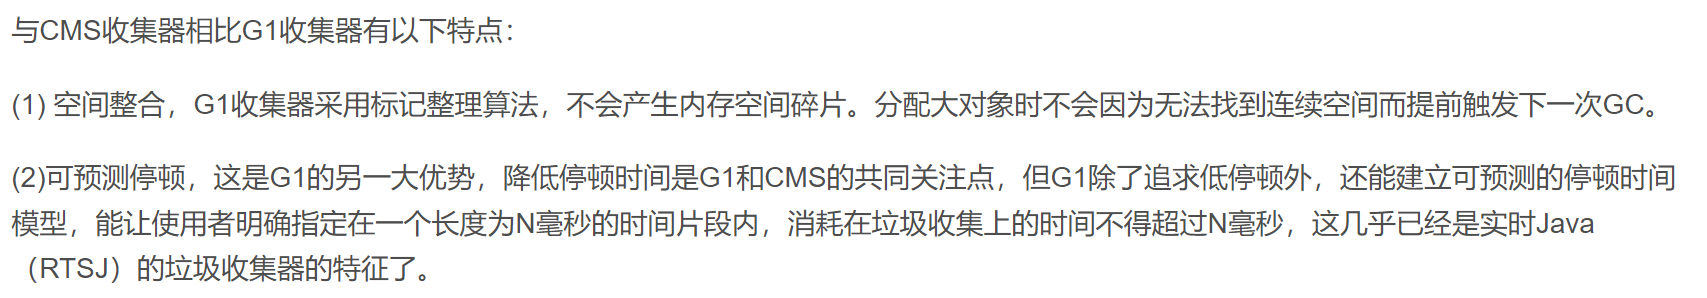 与CMS收集器相比G1收集器有以下特点：
(1) 空间整合，G1收集器采用标记整理算法，不会产生内存空间碎片。分配大对象时不会因为无法找到连续空间而提前触发下一次GC。
(2)可预测停顿，这是G1的另一大优势，降低停顿时间是G1和CMS的共同关注点，但G1除了追求低停顿外，还能建立可预测的停顿时间
模型，能让使用者明确指定在一个长度为N毫秒的时间片段内，消耗在垃圾收集上的时间不得超过N毫秒，这几乎已经是实时Java
（RTSJ）的垃圾收集器的特征了。